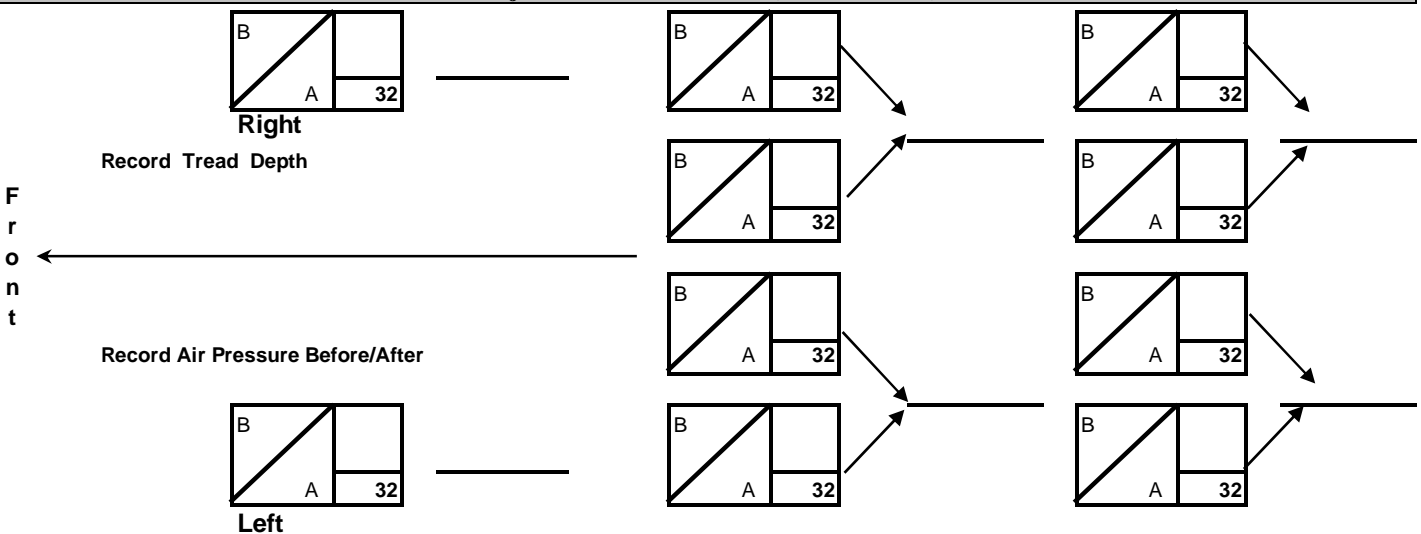 B B B
A 32 A 32 A 32
Right
B B
Record Tread Depth
A 32 A 32
Front
B B
Record Air Pressure Before/After
A 32 A 32
B B B
A 32 A 32 A 32
Left